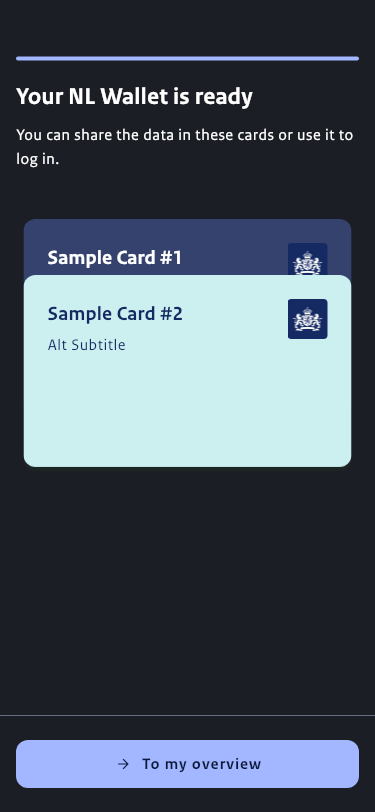 Your NL Wallet is ready
You can share the data in these cards or use it to
log in.
Sample Card #1
Sample Card #2
Alt Subtitle
To my overview